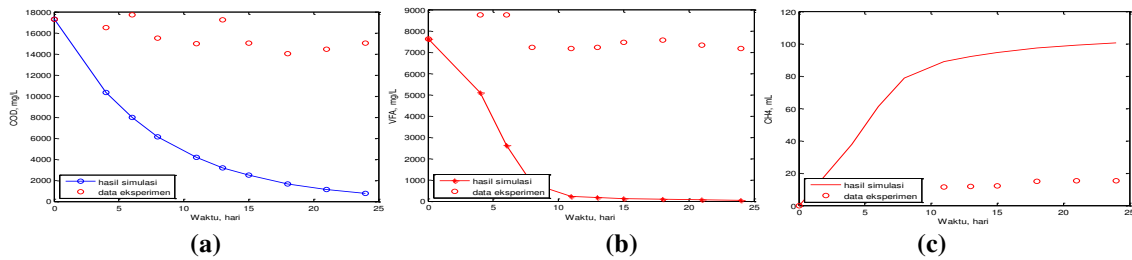 18000
16000
14000
12000
10000
8000
6000
4000
2000
0
COD, mg/L
hasil simulasi
data eksperimen
0 5 10 15 20 25
Waktu, hari
(a)
9000
8000
7000
6000
5000
4000
3000
2000
1000
0
VFA, mg/L
hasil simulasi
data eksperimen
0 5 10 15 20 25
Waktu, hari
(b)
120
100
80
60
40
20
0
CH4, mL
hasil simulasi
data eksperimen
0 5 10 15 20 25
Waktu, hari
(c)